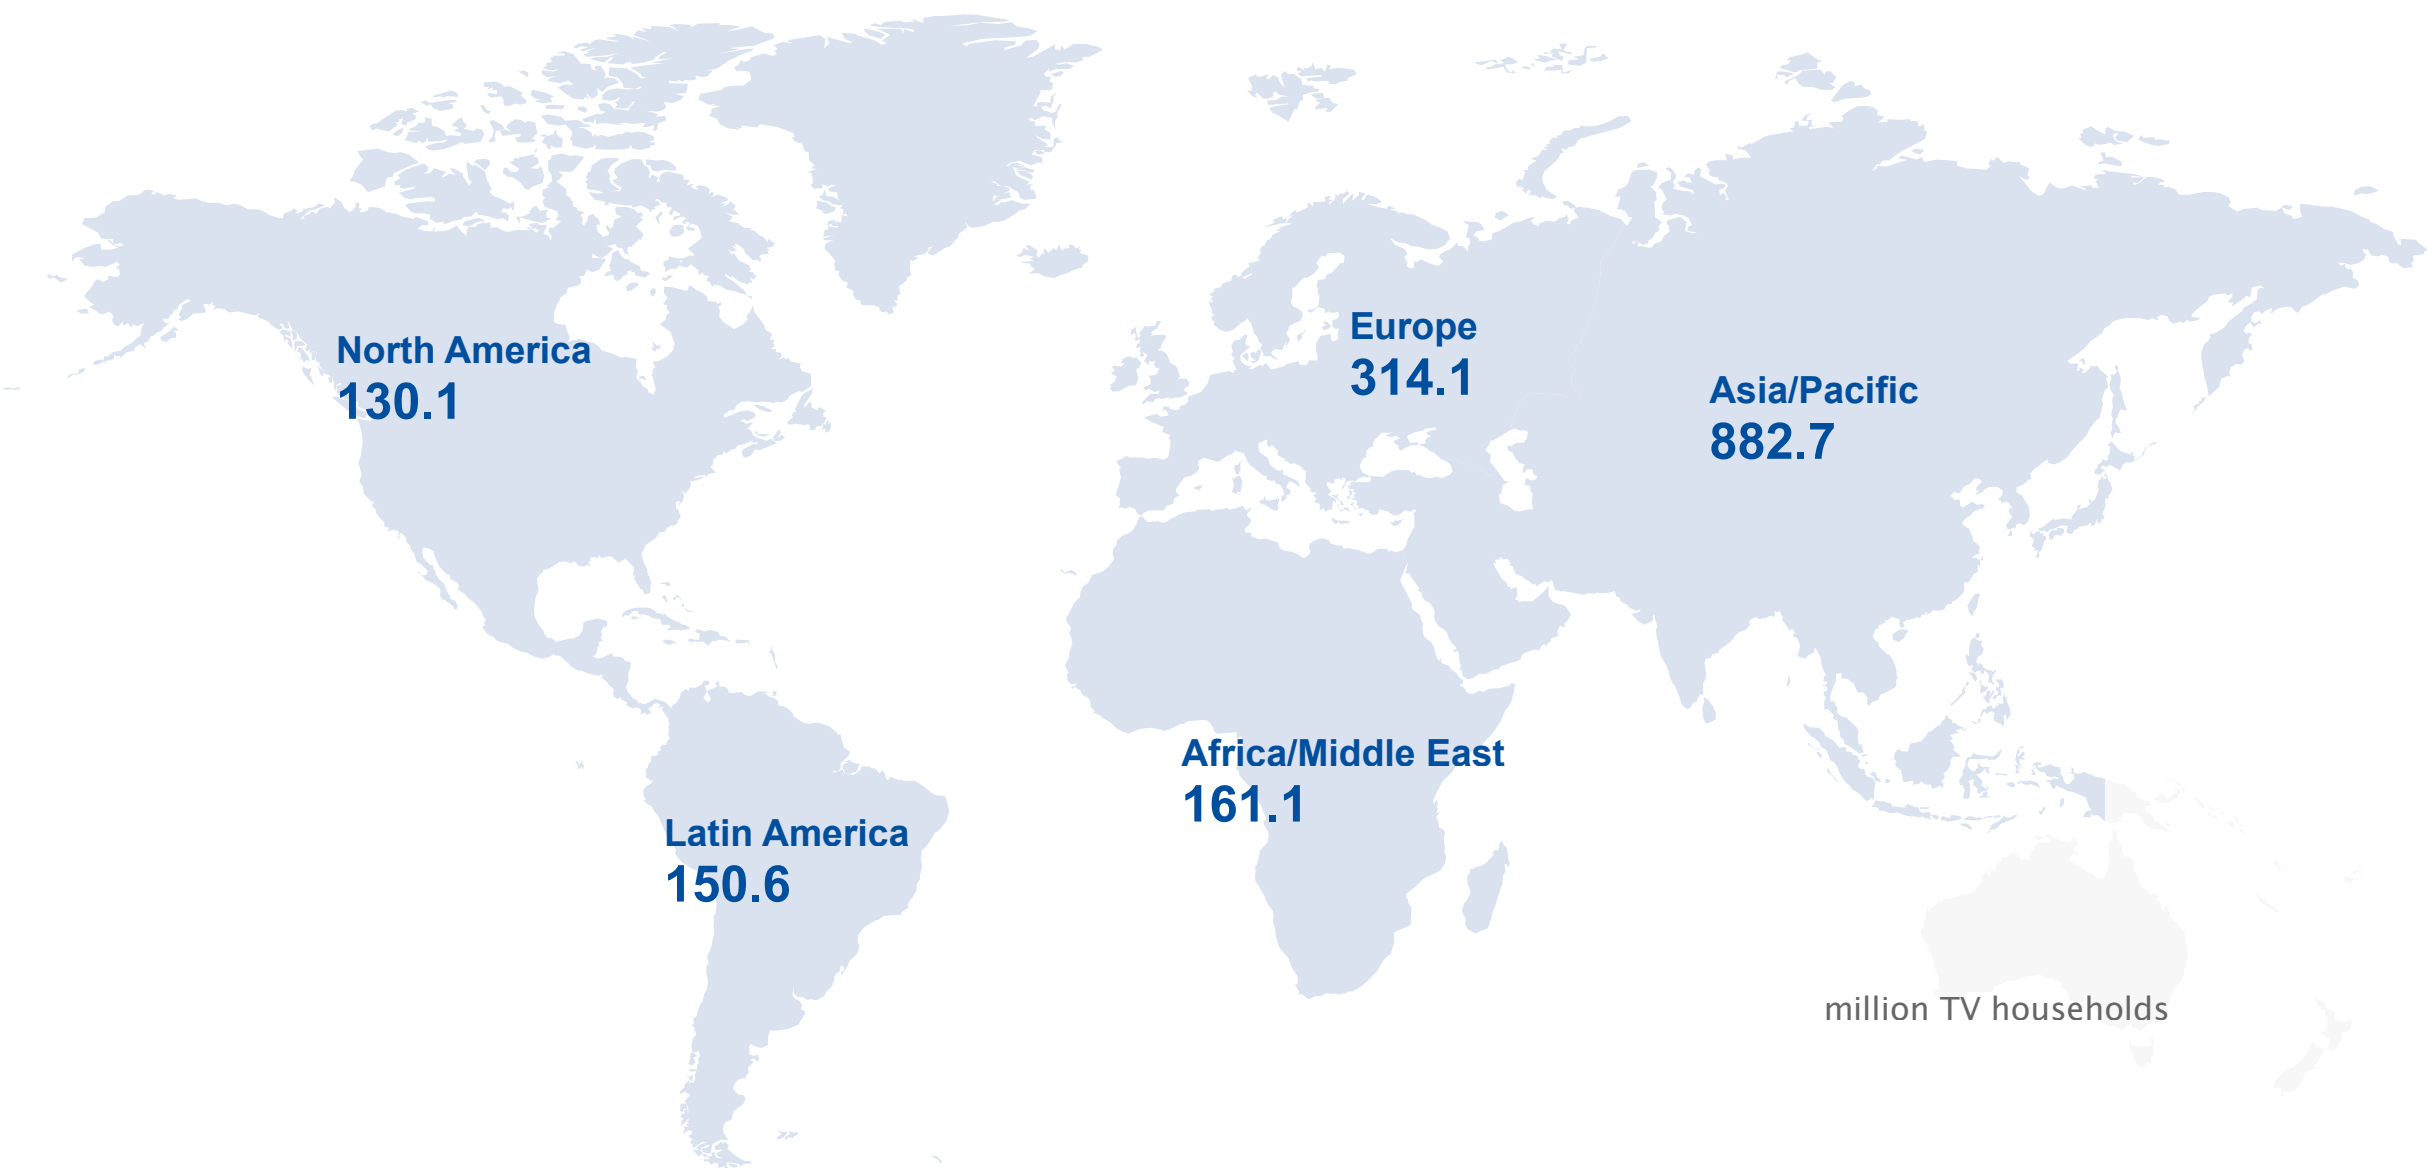 North America
130.1
Europe
314.1
Asia/Pacific
882.7
Africa/Middle East
161.1
Latin America
150.6
million TV households